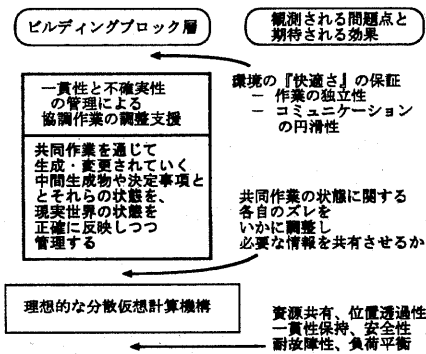 ビルディングブロック層
観測される問題点と
期待される効果
環境の『快適さ』の保証
― 作業の独立性
― コミュニケーション
の円滑性
一貫性と不確実性
の管理による
協調作業の調整支援
共同作業を通じて
生成・変更されていく
中間生成物や決定事項と
とそれらの状態を、
現実世界の状態を
正確に反映しつつ
管理する
共同作業の状態に関する
各自のズレを
いかに調整し
必要な情報を共有させるか
理想的な分散仮想計算機構
資源共有、位置透過性
一貫性保持、安全性
耐故障性、負荷平衡